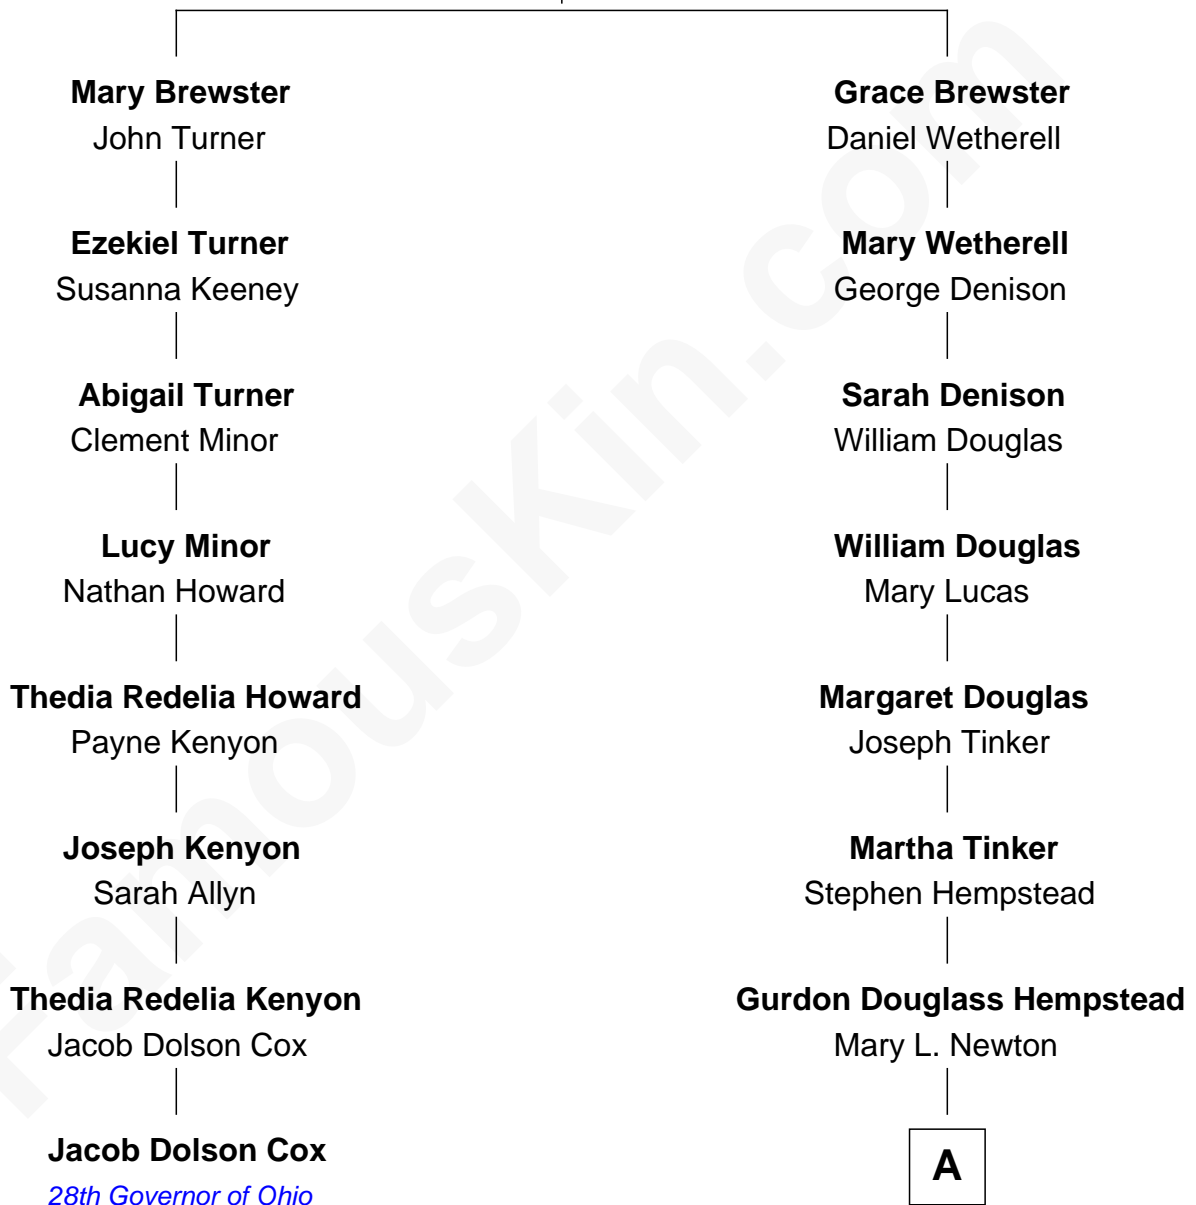 Mary Brewster
John Turner
Grace Brewster
Daniel Wetherell
Ezekiel Turner
Susanna Keeney
Mary Wetherell
George Denison
Abigail Turner
Clement Minor
Sarah Denison
William Douglas
Lucy Minor
Nathan Howard
William Douglas
Mary Lucas
Thedia Redelia Howard
Payne Kenyon
Margaret Douglas
Joseph Tinker
Joseph Kenyon
Sarah Allyn
Martha Tinker
Stephen Hempstead
Thedia Redelia Kenyon
Jacob Dolson Cox
Gurdon Douglass Hempstead
Mary L. Newton
Jacob Dolson Cox
28th Governor of Ohio
A
FamousKin.com